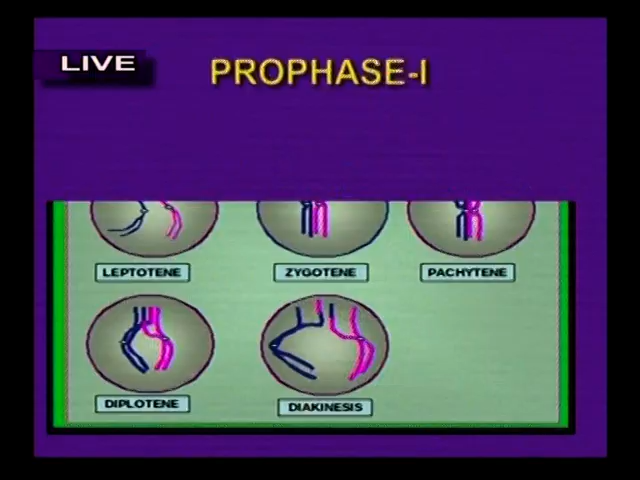 LIVE
PROPHASE-I
LEPTOTENE
ZYGOTENE
PACHYTENE
DIPLOTENE
DIAKINESIS